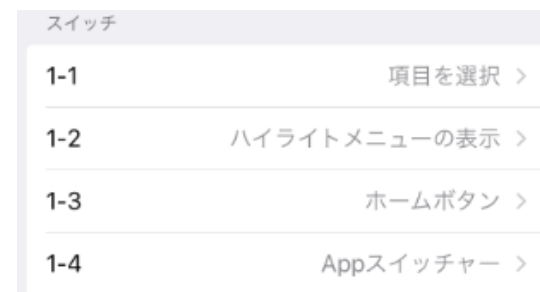 スイッチ
1-1 項目を選択 >
1-2 ハイライトメニューの表示 >
1-3 ホームボタン >
1-4 Appスイッチャー >